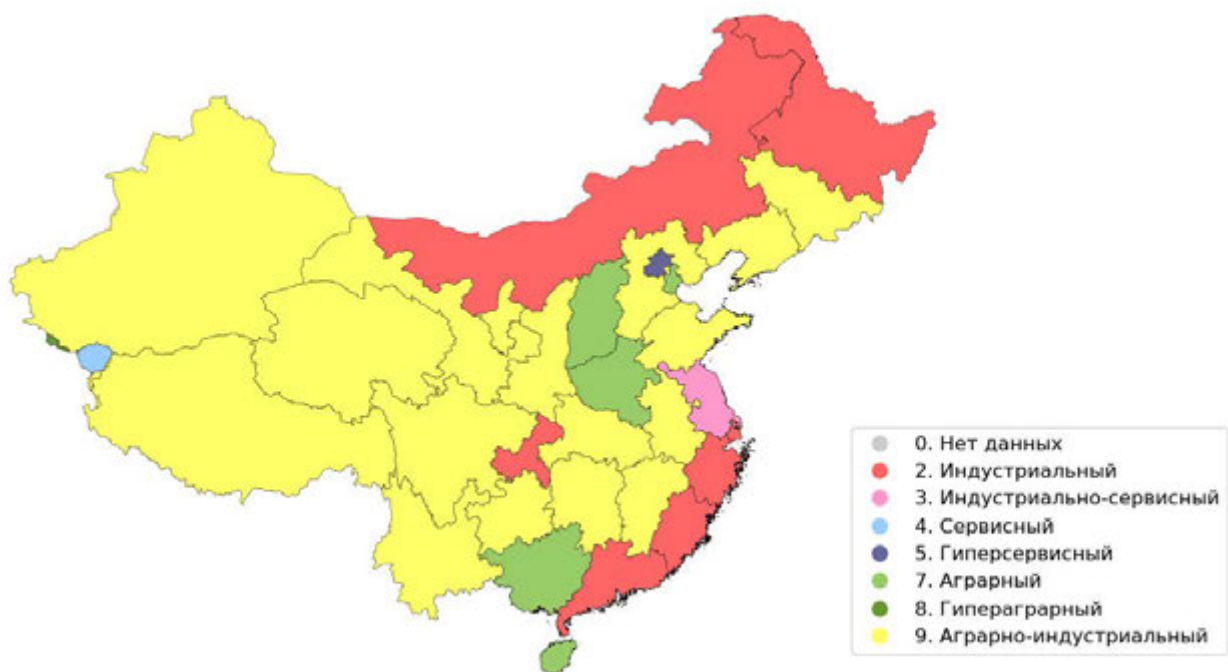 0. Нет данных
2. Индустриальный
3. Индустриально-сервисный
4. Сервисный
5. Гиперсервисный
7. Аграрный
8. Гипераграрный
9. Аграрно-индустриальный